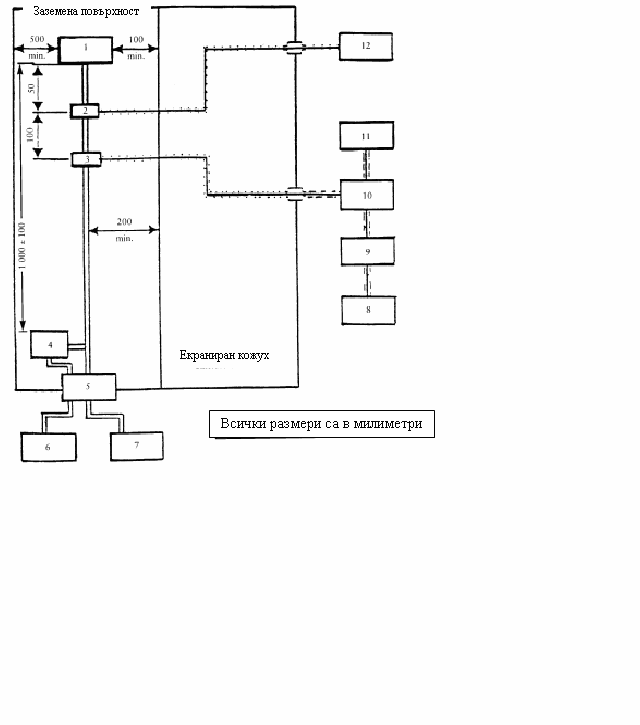 Заземена повърхност
500
min.
1
100
min.
12
50
2
100
11
3
10
200
min.
1 000 ± 100
9
8
4
Екраниран кожух
5
Всички размери са в милиметри
6
7